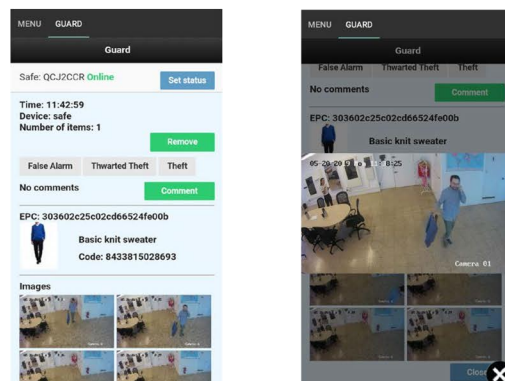 MENU GUARD
Guard
Safe: QCJ2CCR Online
Set status
Time: 11:42:59
Device: safe
Number of items: 1
Remove
False Alarm Thwarted Theft Theft
No comments
Comment
EPC: 303602c25c02cd66524fe00b
Basic knit sweater
Code: 8433815028693
Images
MENU GUARD
Guard
False Alarm Thwarted Theft Theft
No comments
Comment
EPC: 303602c25c02cd66524fe00b
Basic knit sweater
Camera 01
Close